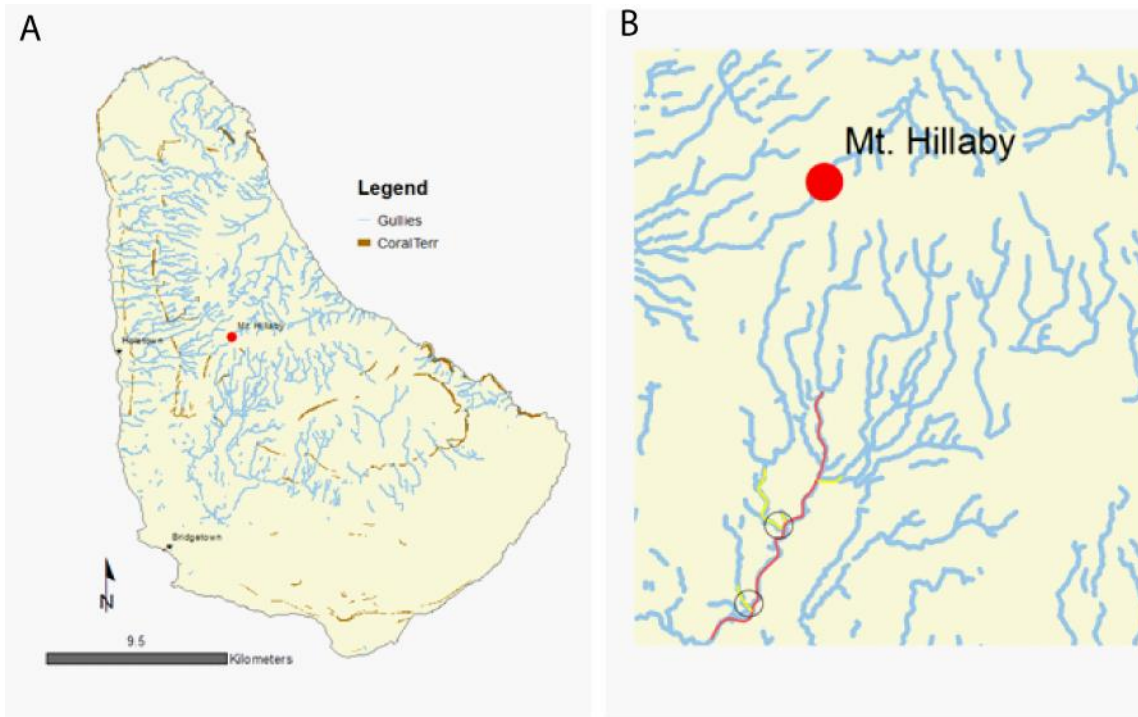 A
B
Legend
Gullies
CoralTerr
Mt. Hillaby
Holetown
Bridgetown
N
9.5
Kilometers
Mt. Hillaby